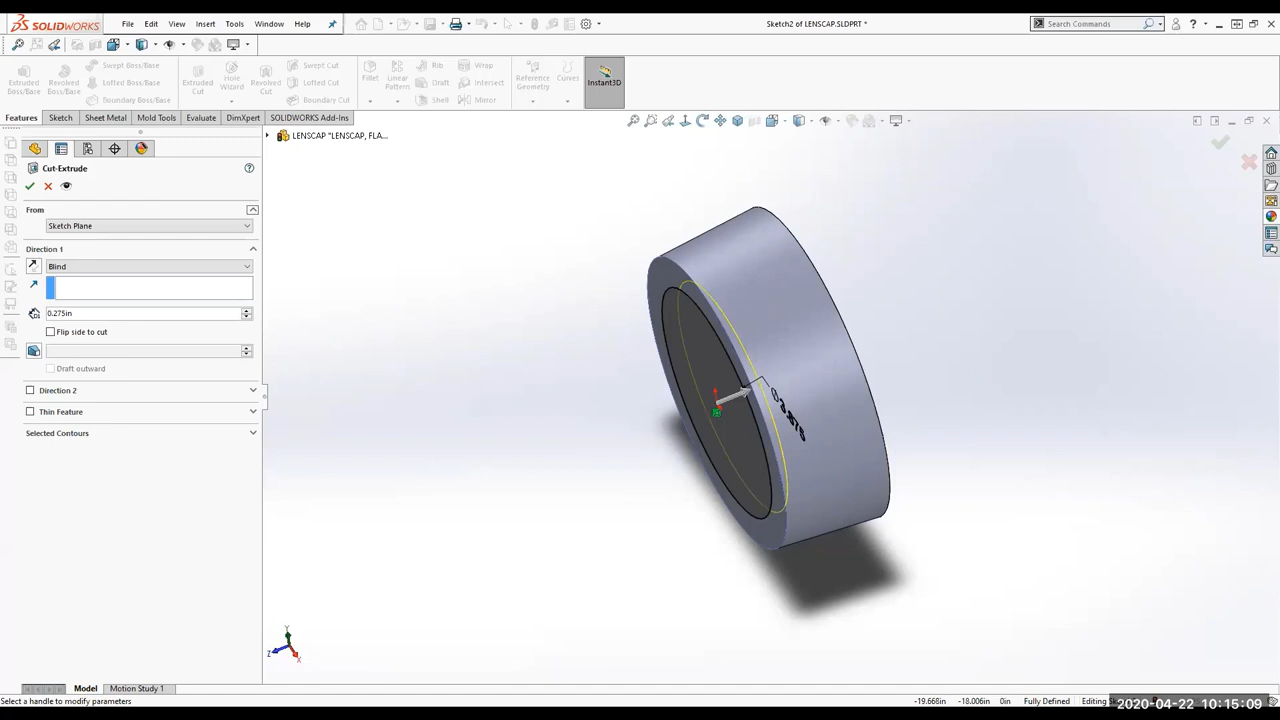 SOLIDWORKS File Edit View Insert Tools Window Help Sketch2 of LENSCAP.SLDPRT * Search Commands
Extruded Boss/Base Revolved Boss/Base Swept Boss/Base Lofted Boss/Base Boundary Boss/Base Extruded Cut Hole Wizard Revolved Cut Swept Cut Lofted Cut Boundary Cut Fillet Linear Pattern Rib Draft Shell Wrap Intersect Mirror Reference Geometry Curves Instant3D
Features Sketch Sheet Metal Mold Tools Evaluate DimXpert SOLIDWORKS Add-Ins
LENSCAP "LENSCAP, FLA...
Cut-Extrude
From
Sketch Plane
Direction 1
Blind
0.275in
Flip side to cut
Draft outward
Direction 2
Thin Feature
Selected Contours
Y
Z
X
Model Motion Study 1
Select a handle to modify parameters -19.668in -18.006in 0in Fully Defined
2020-04-22 10:15:09